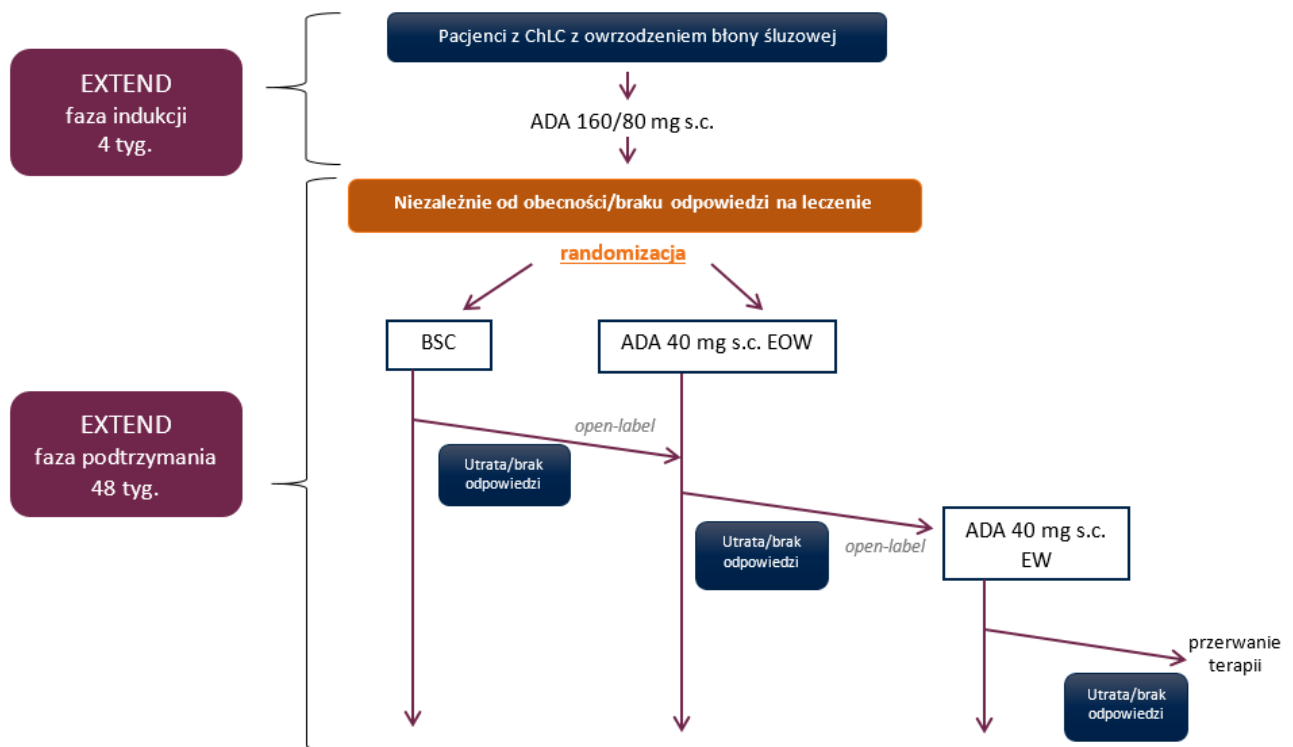 Pacjenci z ChLC z owrzodzeniem błony śluzowej
EXTEND
faza indukcji
4 tyg.
ADA 160/80 mg s.c.
Niezależnie od obecności/braku odpowiedzi na leczenie
randomizacja
BSC
ADA 40 mg s.c. EOW
EXTEND
faza podtrzymania
48 tyg.
open-label
Utrata/brak
odpowiedzi
Utrata/brak
odpowiedzi
open-label
ADA 40 mg s.c.
EW
przerwanie
terapii
Utrata/brak
odpowiedzi